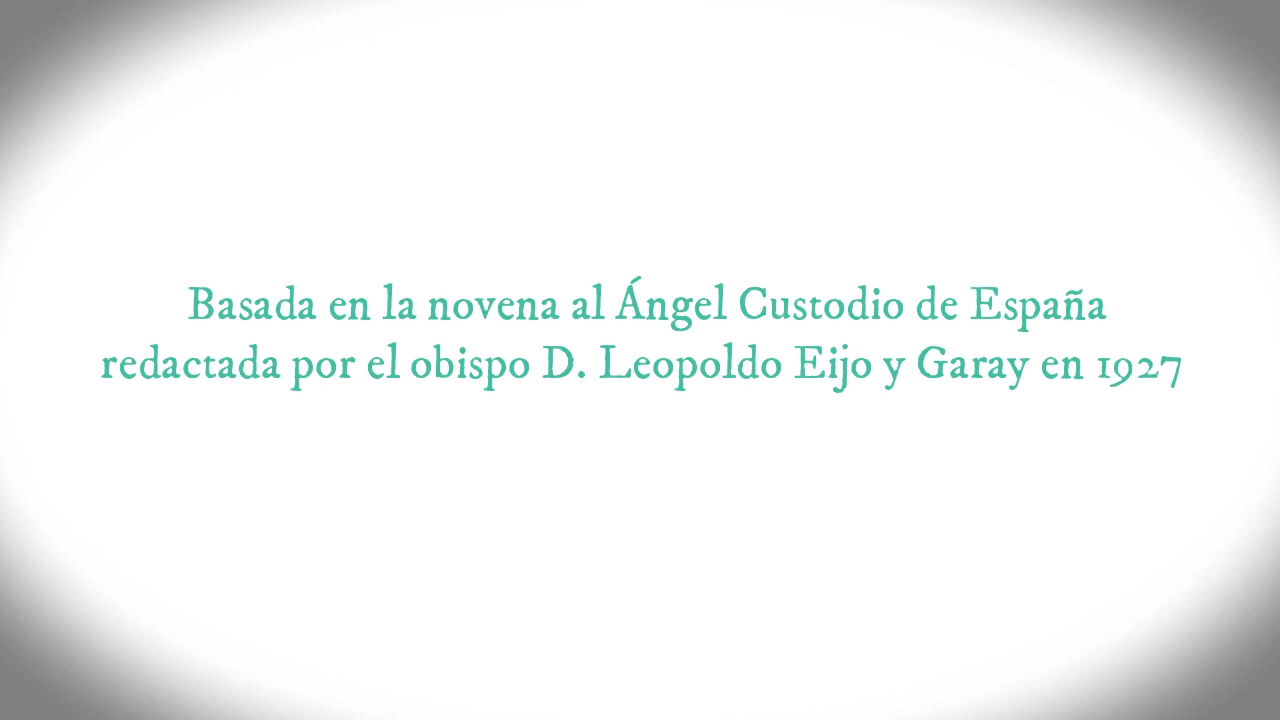 Basada en la novena al Ángel Custodio de España
redactada por el obispo D. Leopoldo Eijo y Garay en 1927